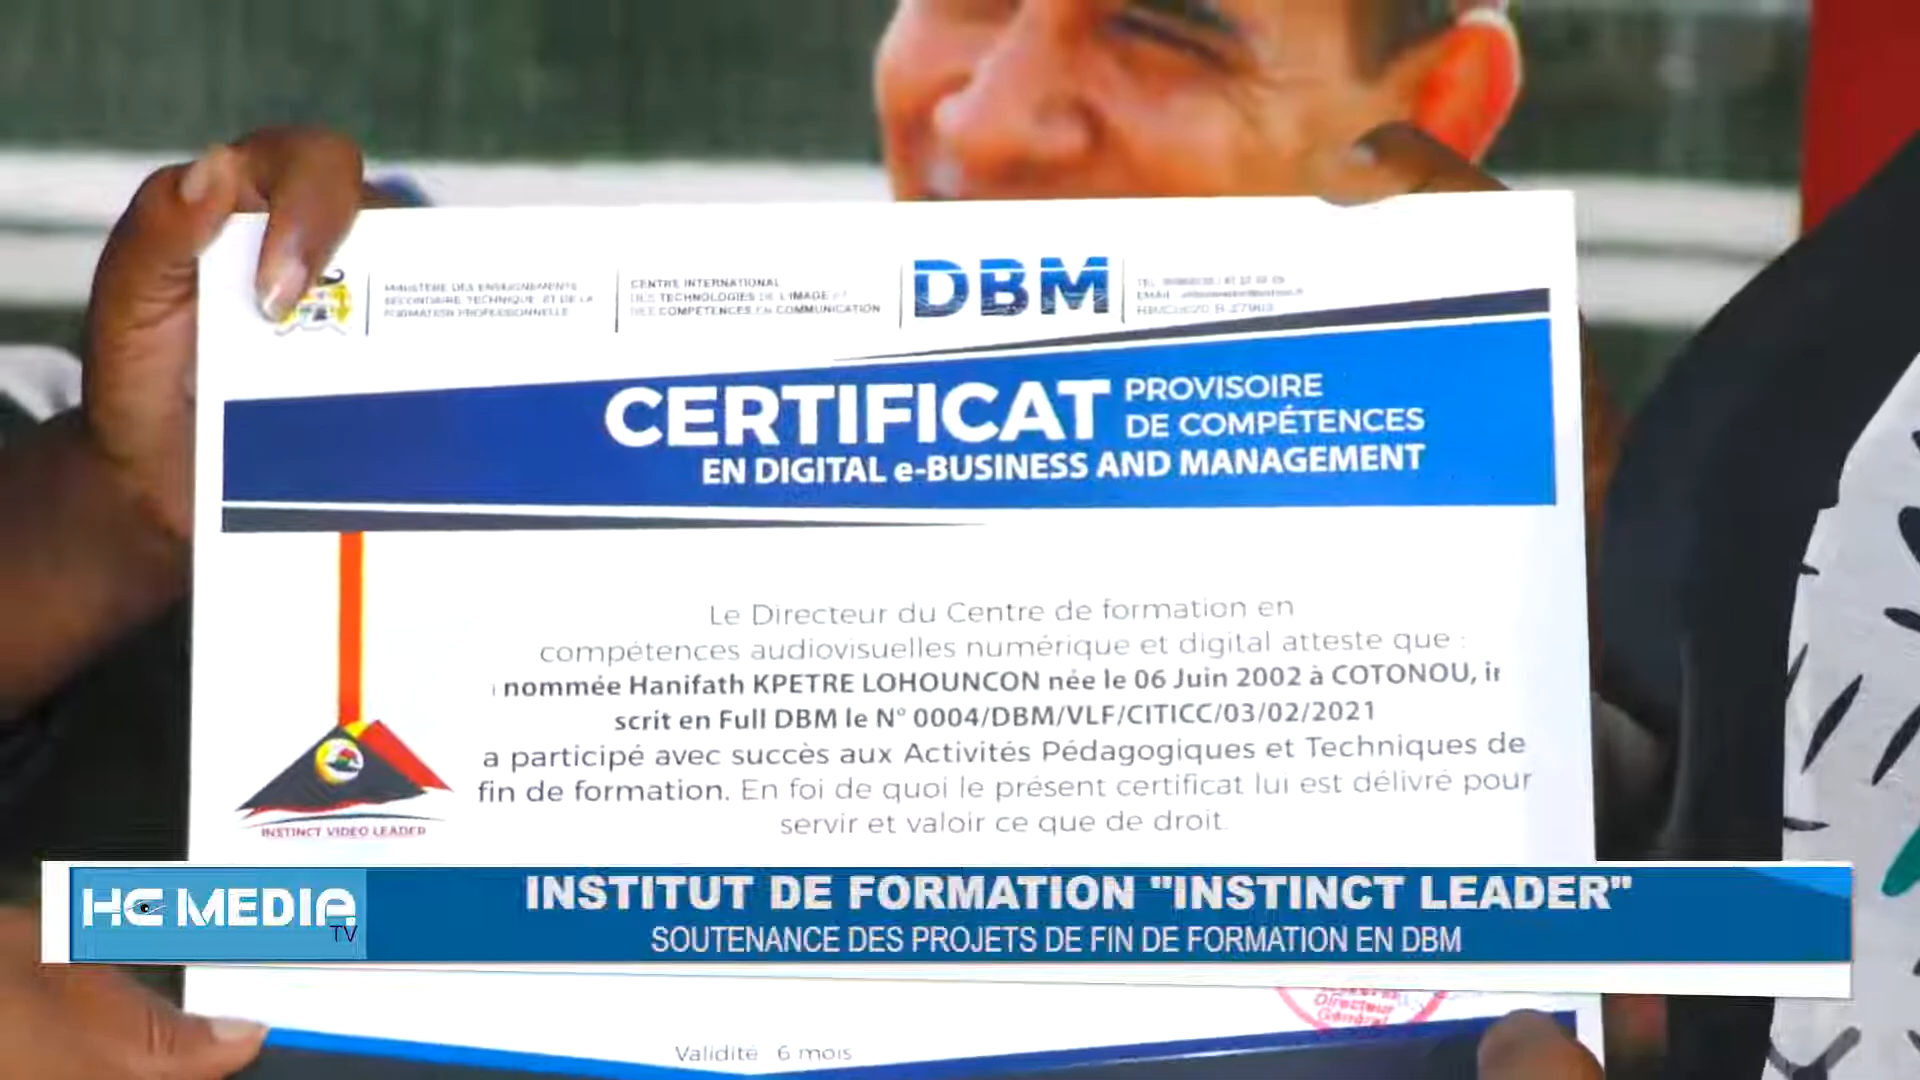 MINISTÈRE DES ENSEIGNEMENTS
SECONDAIRE TECHNIQUE ET DE LA
FORMATION PROFESSIONNELLE
CENTRE INTERNATIONAL
DES TECHNOLOGIES DE L'IMAGE ET
DES COMPÉTENCES EN COMMUNICATION
DBM
TEL
EMAIL
CERTIFICAT PROVISOIRE
DE COMPÉTENCES
EN DIGITAL e-BUSINESS AND MANAGEMENT
Le Directeur du Centre de formation en
compétences audiovisuelles numérique et digital atteste que :
nommée Hanifath KPETRE LOHOUNCON née le 06 Juin 2002 à COTONOU, ir
scrit en Full DBM le N° 0004/DBM/VLF/CITICC/03/02/2021
a participé avec succès aux Activités Pédagogiques et Techniques de
fin de formation. En foi de quoi le présent certificat lui est délivré pour
servir et valoir ce que de droit.
INSTINCT VIDEO LEADER
HC MEDIA
TV
INSTITUT DE FORMATION "INSTINCT LEADER"
SOUTENANCE DES PROJETS DE FIN DE FORMATION EN DBM
Directeur
Général
Validité 6 mois